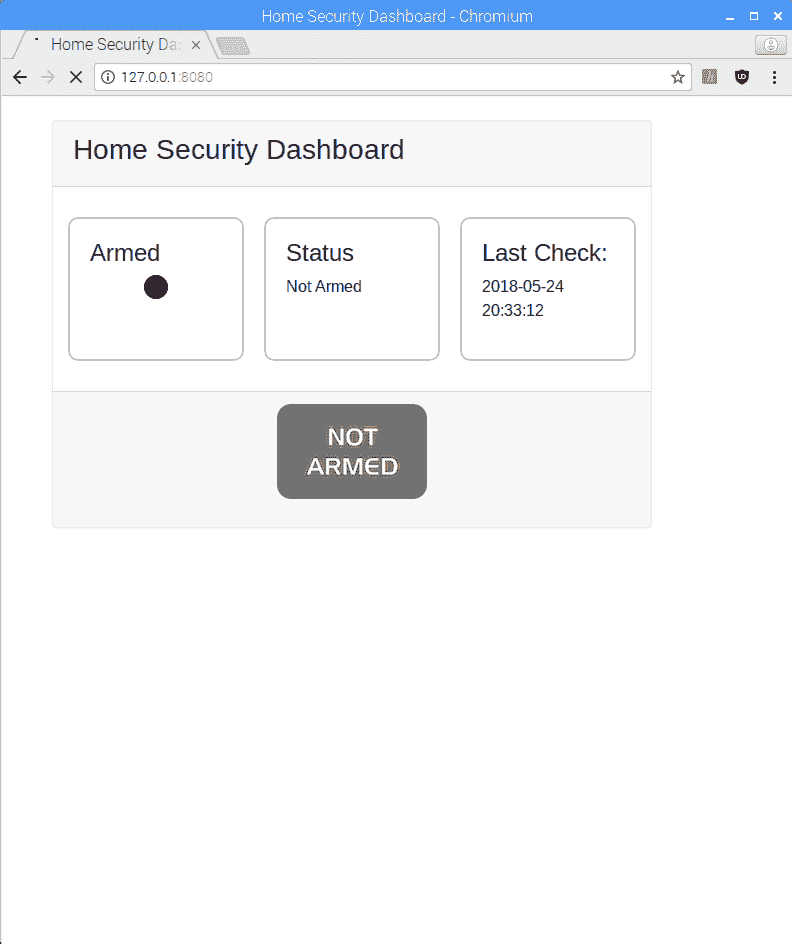 Home Security Dashboard - Chromium
Home Security Da
127.0.0.1:8080
Home Security Dashboard
Armed
Status
Not Armed
Last Check:
2018-05-24
20:33:12
NOT
ARMED